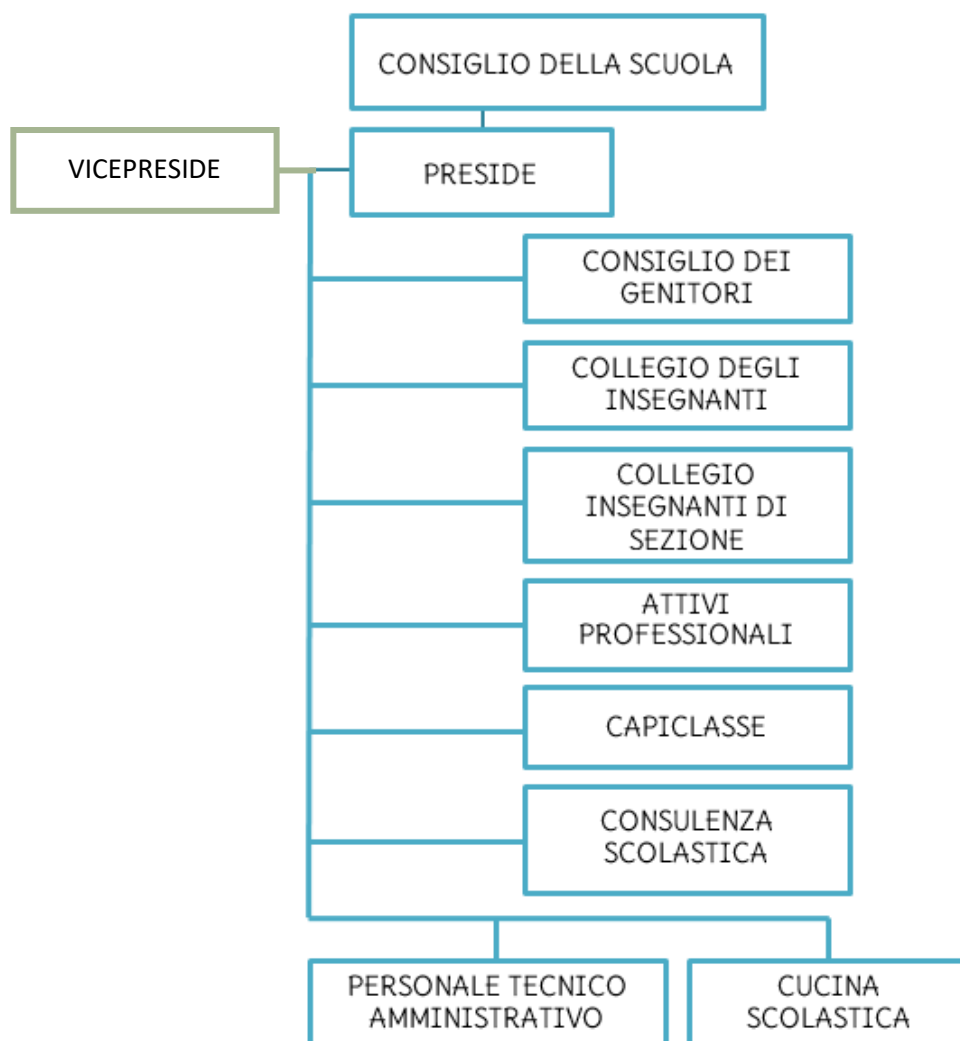 CONSIGLIO DELLA SCUOLA
VICEPRESIDE
PRESIDE
CONSIGLIO DEI
GENITORI
COLLEGIO DEGLI
INSEGNANTI
COLLEGIO
INSEGNANTI DI
SEZIONE
ATTIVI
PROFESSIONALI
CAPICLASSE
CONSULENZA
SCOLASTICA
PERSONALE TECNICO
AMMINISTRATIVO
CUCINA
SCOLASTICA